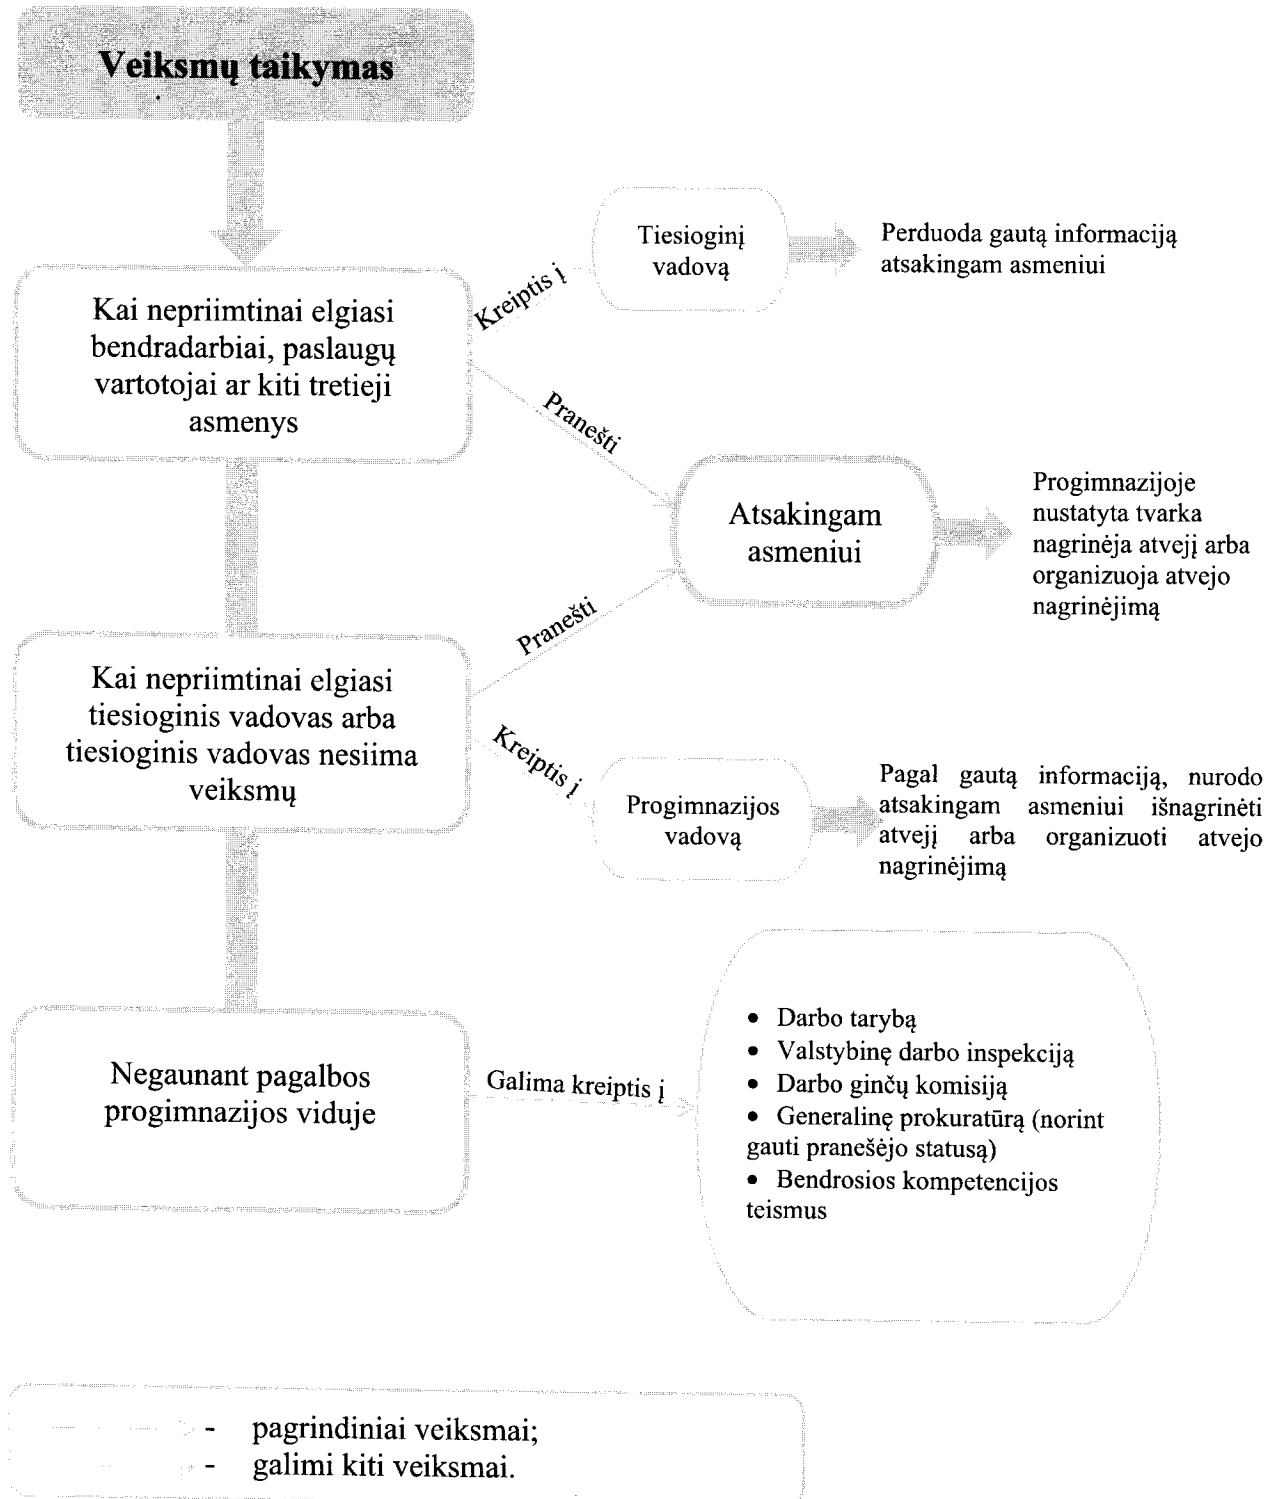 Veiksmų taikymas
Kai nepriimtinai elgiasi
bendradarbiai, paslaugų
vartotojai ar kiti tretieji
asmenys
Kreiptis į
Tiesioginį
vadovą
Perduoda gautą informaciją
atsakingam asmeniui
Pranešti
Atsakingam
asmeniui
Progimnazijoje
nustatyta tvarka
nagrinėja atvejį arba
organizuoja atvejo
nagrinėjimą
Kai nepriimtinai elgiasi
tiesioginis vadovas arba
tiesioginis vadovas nesiima
veiksmų
Pranešti
Kreiptis į
Progimnazijos
vadovą
Pagal gautą informaciją, nurodo
atsakingam asmeniui išnagrinėti
atvejį arba organizuoti atvejo
nagrinėjimą
Negaunant pagalbos
progimnazijos viduje
Galima kreiptis į
• Darbo tarybą
• Valstybinę darbo inspekciją
• Darbo ginčų komisiją
• Generalinę prokuratūrą (norint
gauti pranešėjo statusą)
• Bendrosios kompetencijos
teismus
- pagrindiniai veiksmai;
- galimi kiti veiksmai.